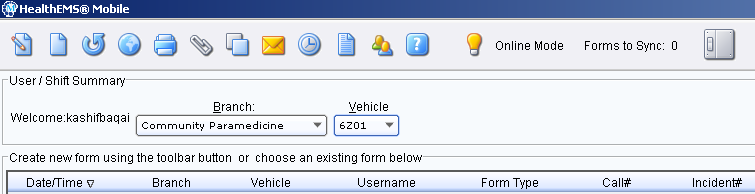 HealthEMS® Mobile
Online Mode Forms to Sync: 0
User / Shift Summary
Branch: Vehicle
Welcome:kashifbaqai Community Paramedicine 6Z01
Create new form using the toolbar button or choose an existing form below
Date/Time Branch Vehicle Username Form Type Call# Incident#